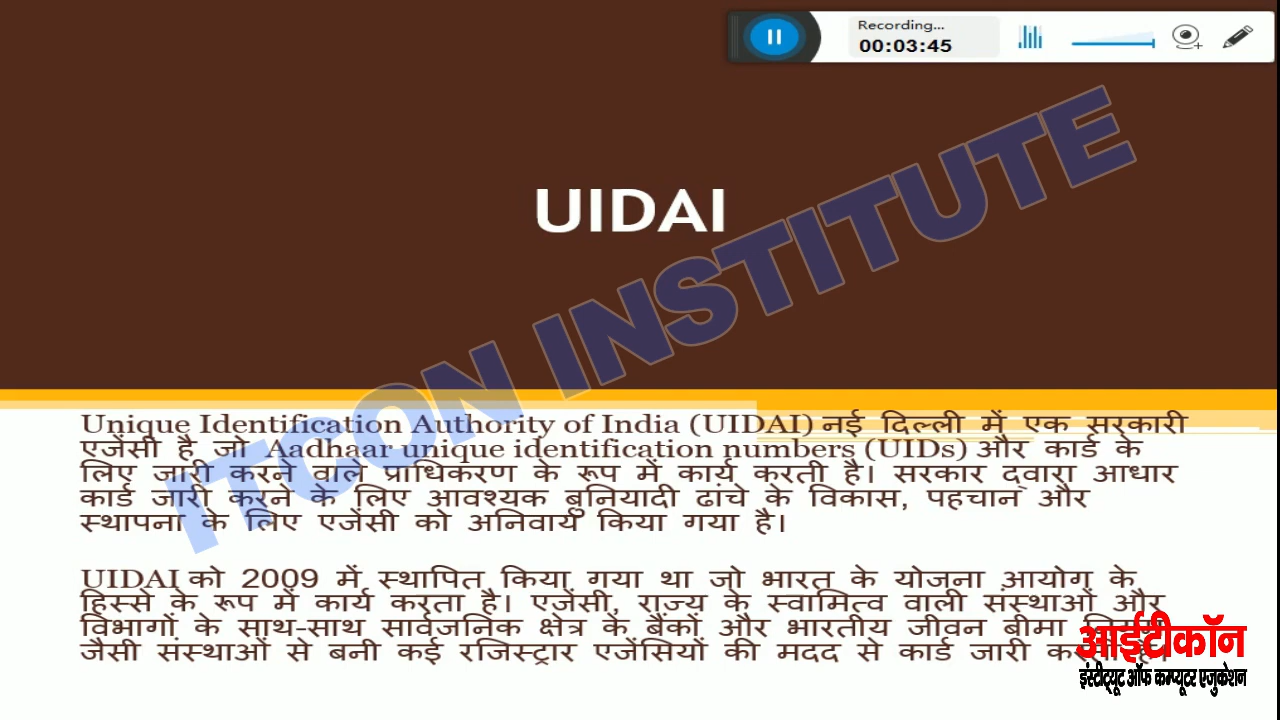 Recording...
00:03:45
UIDAI
ITCON INSTITUTE
Unique Identification Authority of India (UIDAI) नई दिल्ली में एक सरकारी
एजेंसी है जो Aadhaar unique identification numbers (UIDs) और कार्ड के
लिए जारी करने वाले प्राधिकरण के रूप में कार्य करती है। सरकार द्वारा आधार
कार्ड जारी करने के लिए आवश्यक बुनियादी ढांचे के विकास, पहचान और
स्थापना के लिए एजेंसी को अनिवार्य किया गया है।
UIDAI को 2009 में स्थापित किया गया था जो भारत के योजना आयोग के
हिस्से के रूप में कार्य करता है। एजेंसी, राज्य के स्वामित्व वाली संस्थाओं और
विभागों के साथ-साथ सार्वजनिक क्षेत्र के बैंकों और भारतीय जीवन बीमा
जैसी संस्थाओं से बनी कई रजिस्ट्रार एजेंसियों की मदद से कार्ड जारी
आईटीकॉन
इंस्टीट्यूट ऑफ कम्प्यूटर एजुकेशन